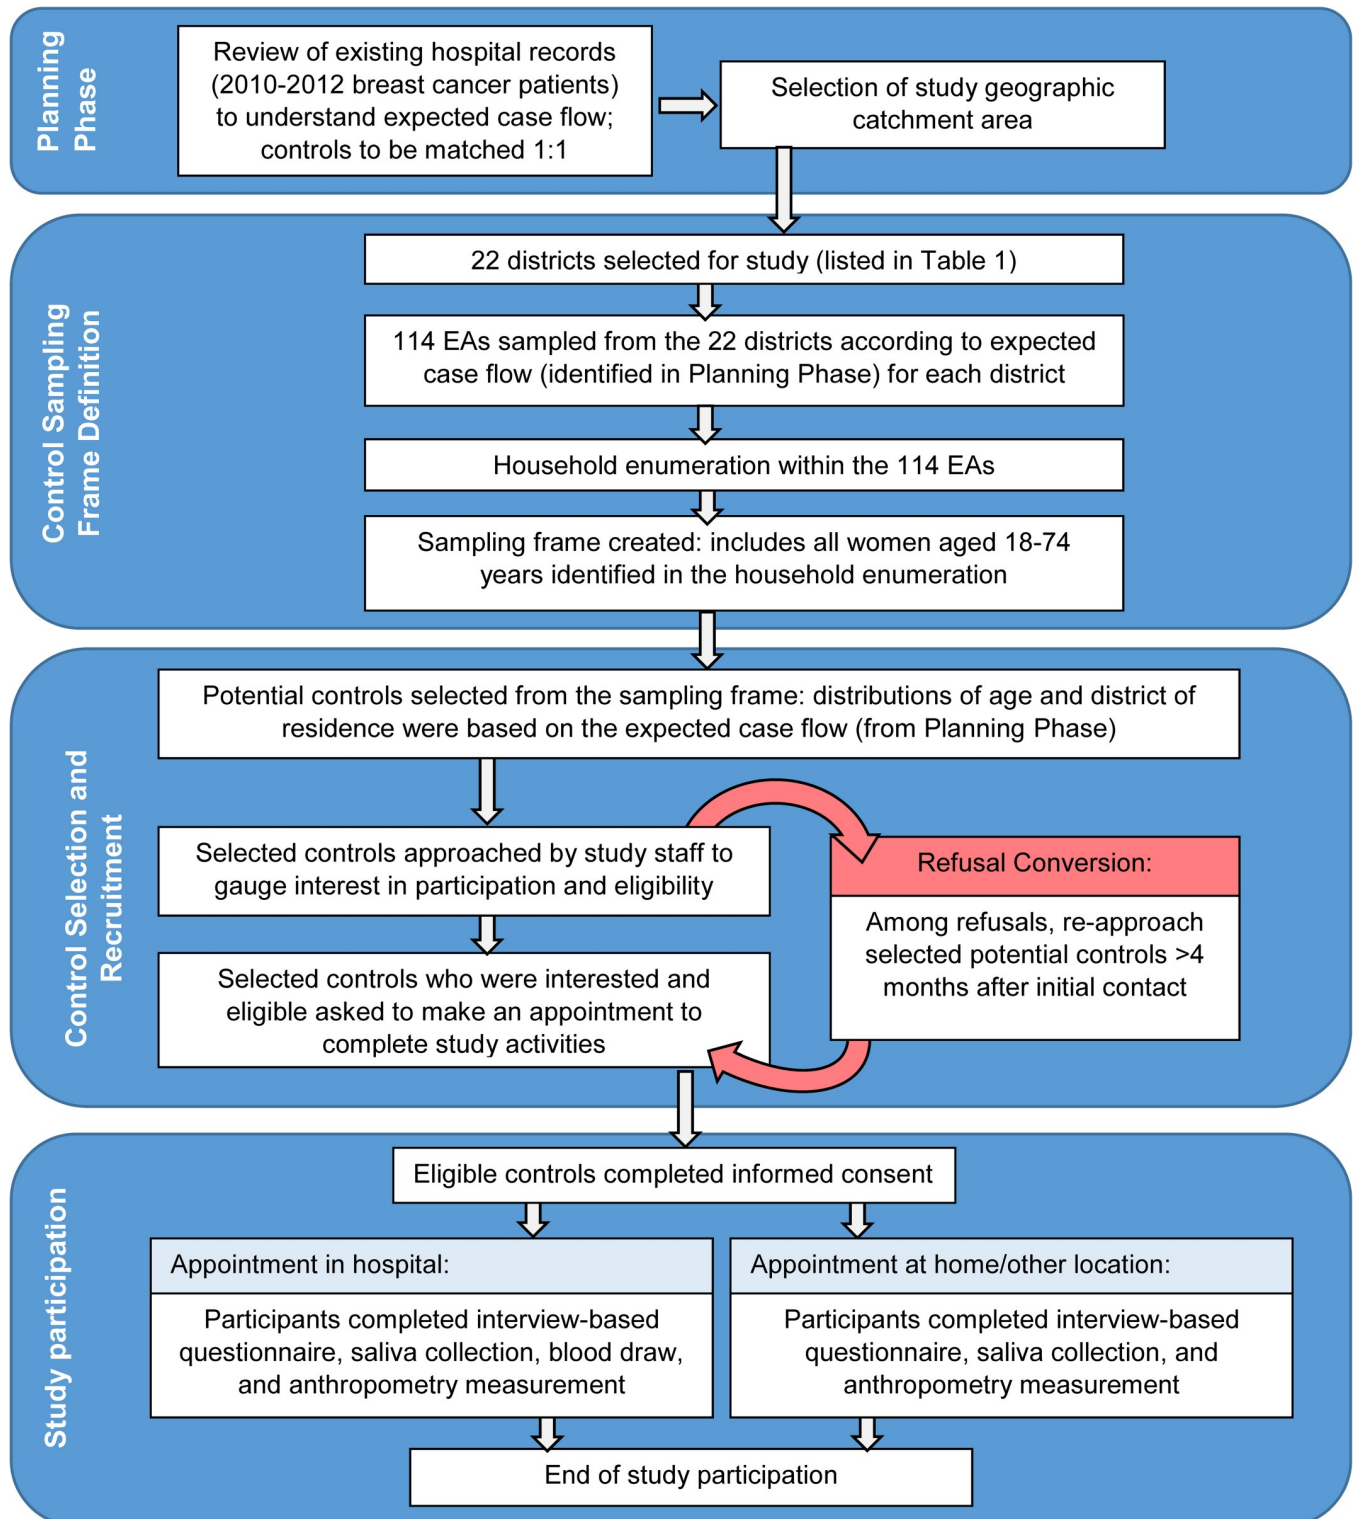 Planning
Phase
Review of existing hospital records
(2010-2012 breast cancer patients)
to understand expected case flow;
controls to be matched 1:1
Selection of study geographic
catchment area
Control Sampling
Frame Definition
22 districts selected for study (listed in Table 1)
114 EAs sampled from the 22 districts according to expected
case flow (identified in Planning Phase) for each district
Household enumeration within the 114 EAs
Sampling frame created: includes all women aged 18-74
years identified in the household enumeration
Control Selection and
Recruitment
Potential controls selected from the sampling frame: distributions of age and district of
residence were based on the expected case flow (from Planning Phase)
Selected controls approached by study staff to
gauge interest in participation and eligibility
Selected controls who were interested and
eligible asked to make an appointment to
complete study activities
Refusal Conversion:
Among refusals, re-approach
selected potential controls >4
months after initial contact
Study participation
Eligible controls completed informed consent
Appointment in hospital:
Participants completed interview-based
questionnaire, saliva collection, blood draw,
and anthropometry measurement
Appointment at home/other location:
Participants completed interview-based
questionnaire, saliva collection, and
anthropometry measurement
End of study participation